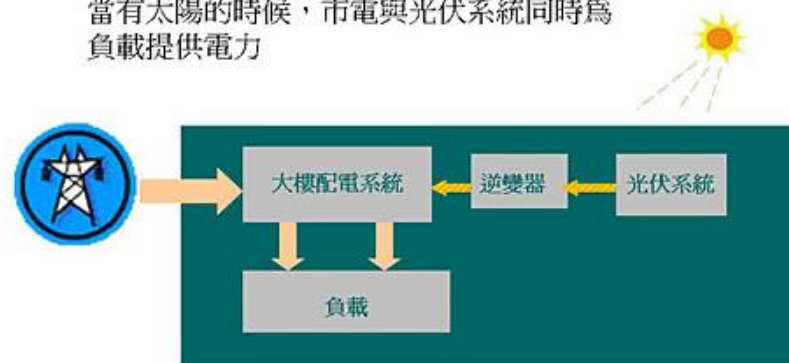 當有太陽的時候，市電與光伏系統同時爲
負載提供電力
大樓配電系統
逆變器
光伏系統
負載